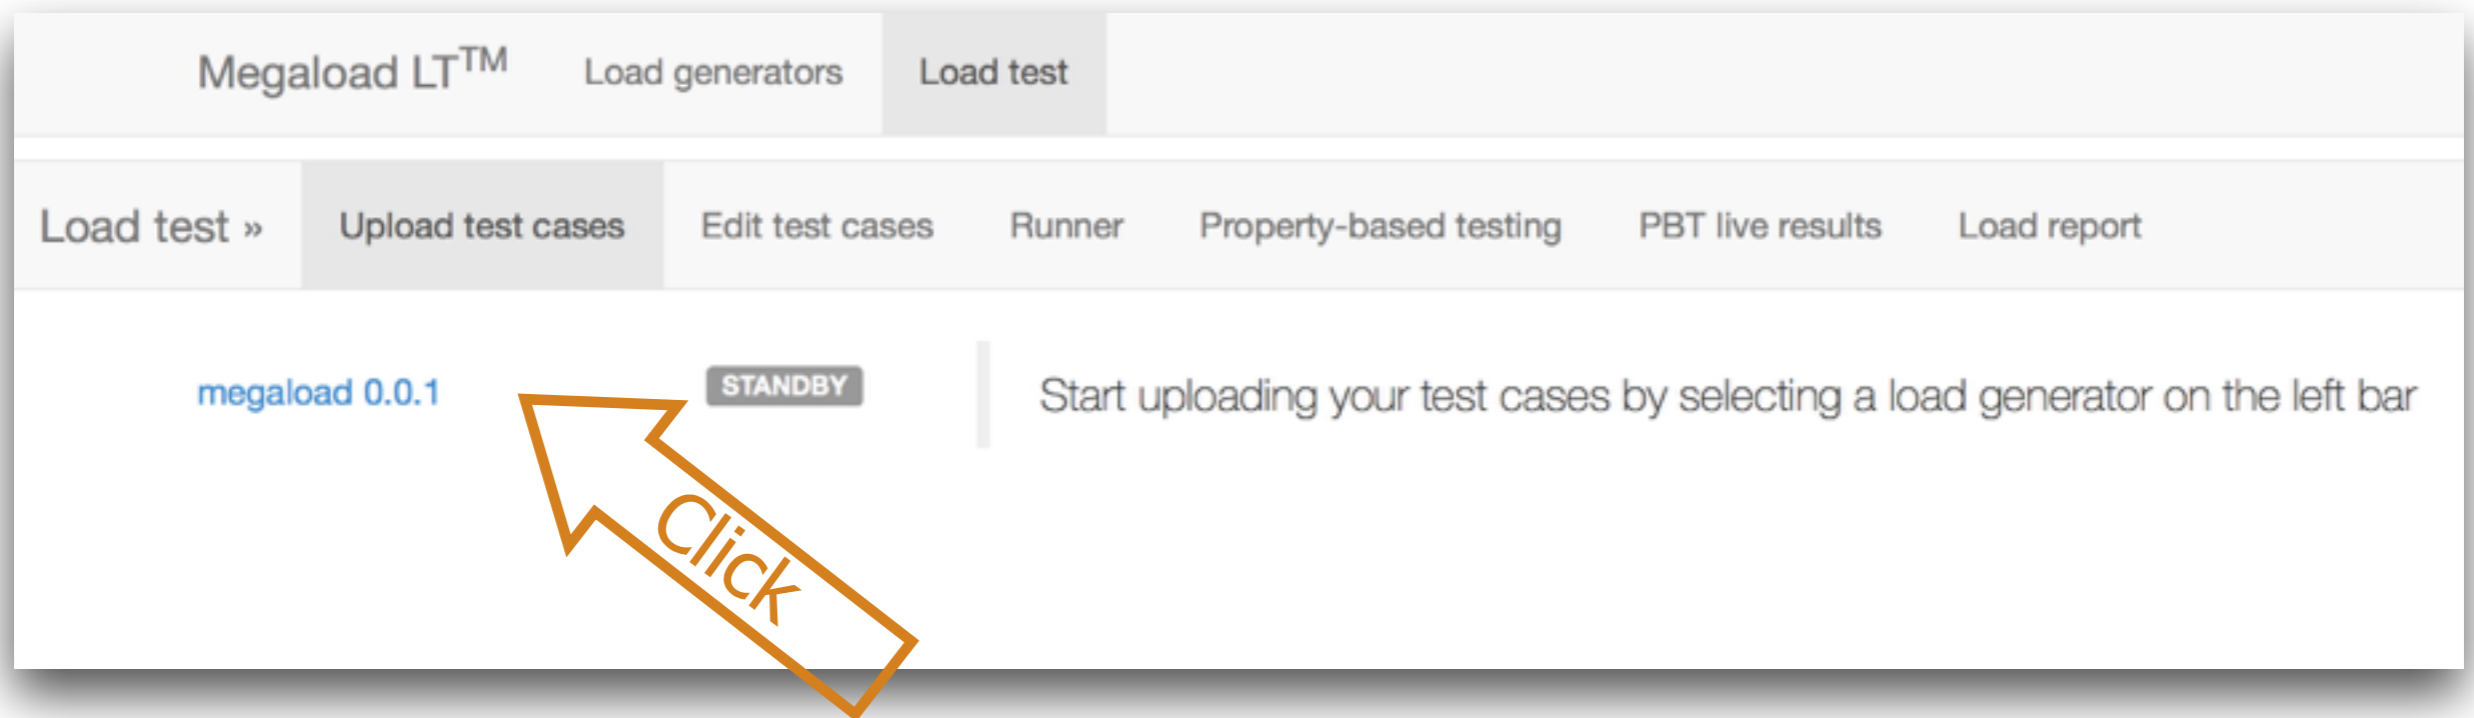 Megaload LT™ Load generators Load test
Load test » Upload test cases Edit test cases Runner Property-based testing PBT live results Load report
megaload 0.0.1 STANDBY Start uploading your test cases by selecting a load generator on the left bar
Click